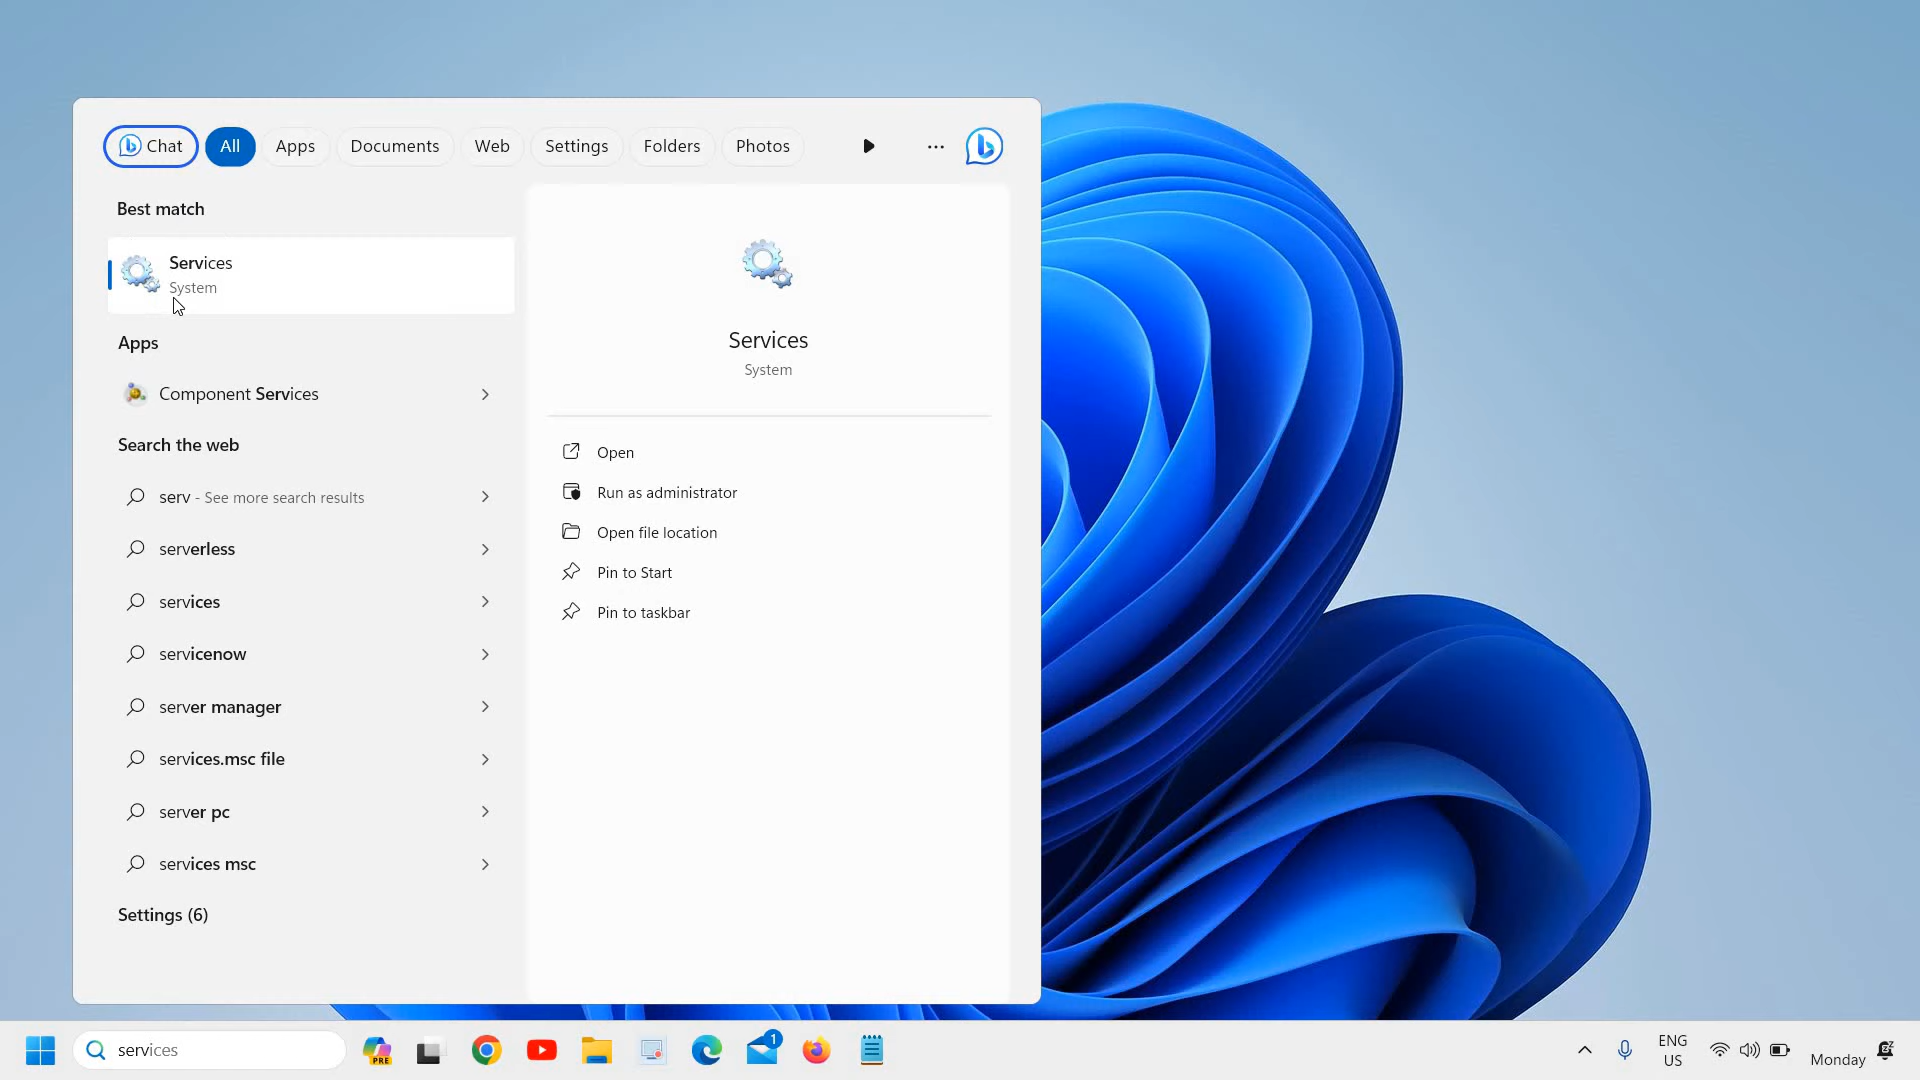 Chat
All
Apps
Documents
Web
Settings
Folders
Photos
Best match
Services
System
Apps
Component Services
Search the web
serv - See more search results
serverless
services
servicenow
server manager
services.msc file
server pc
services msc
Settings (6)
Services
System
Open
Run as administrator
Open file location
Pin to Start
Pin to taskbar
services
PRE
1
ENG
US
Monday